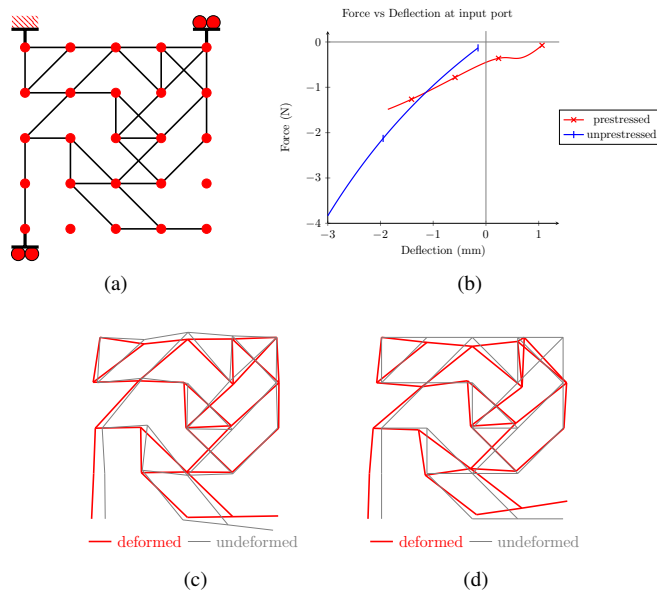 (a)
Force vs Deflection at input port
Force (N)
0
−1
−2
−3
−4
−3
−2
−1
0
1
Deflection (mm)
prestressed
unprestressed
(b)
deformed
undeformed
(c)
deformed
undeformed
(d)